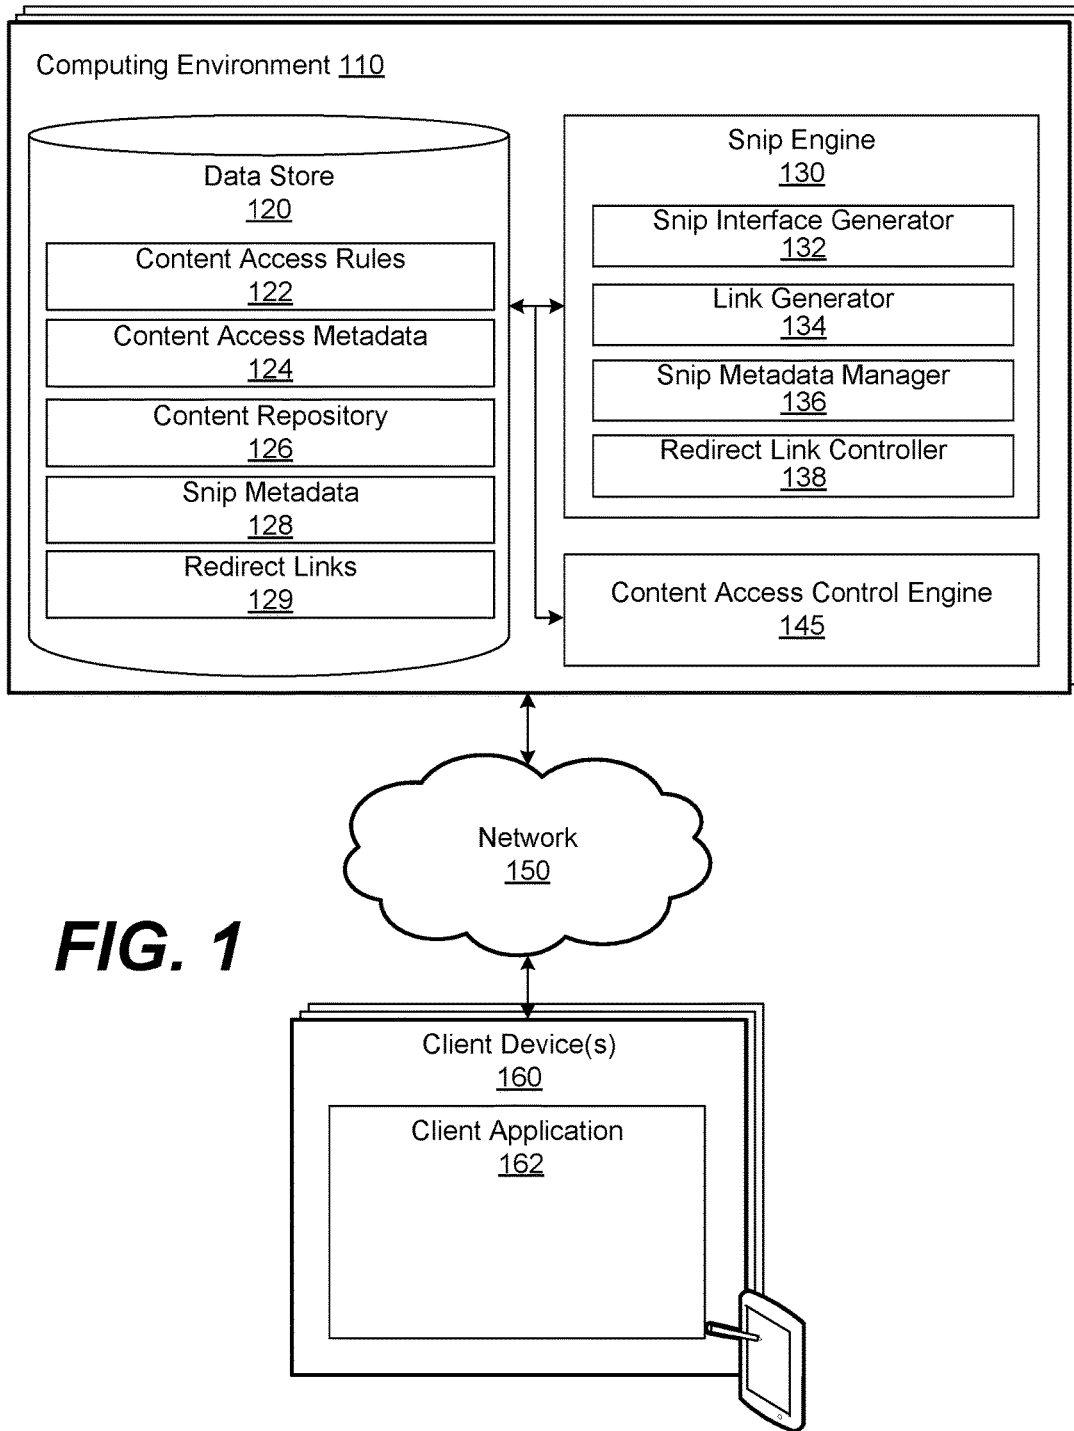 Computing Environment 110
Data Store
120
Content Access Rules
122
Content Access Metadata
124
Content Repository
126
Snip Metadata
128
Redirect Links
129
Snip Engine
130
Snip Interface Generator
132
Link Generator
134
Snip Metadata Manager
136
Redirect Link Controller
138
Content Access Control Engine
145
Network
150
FIG. 1
Client Device(s)
160
Client Application
162